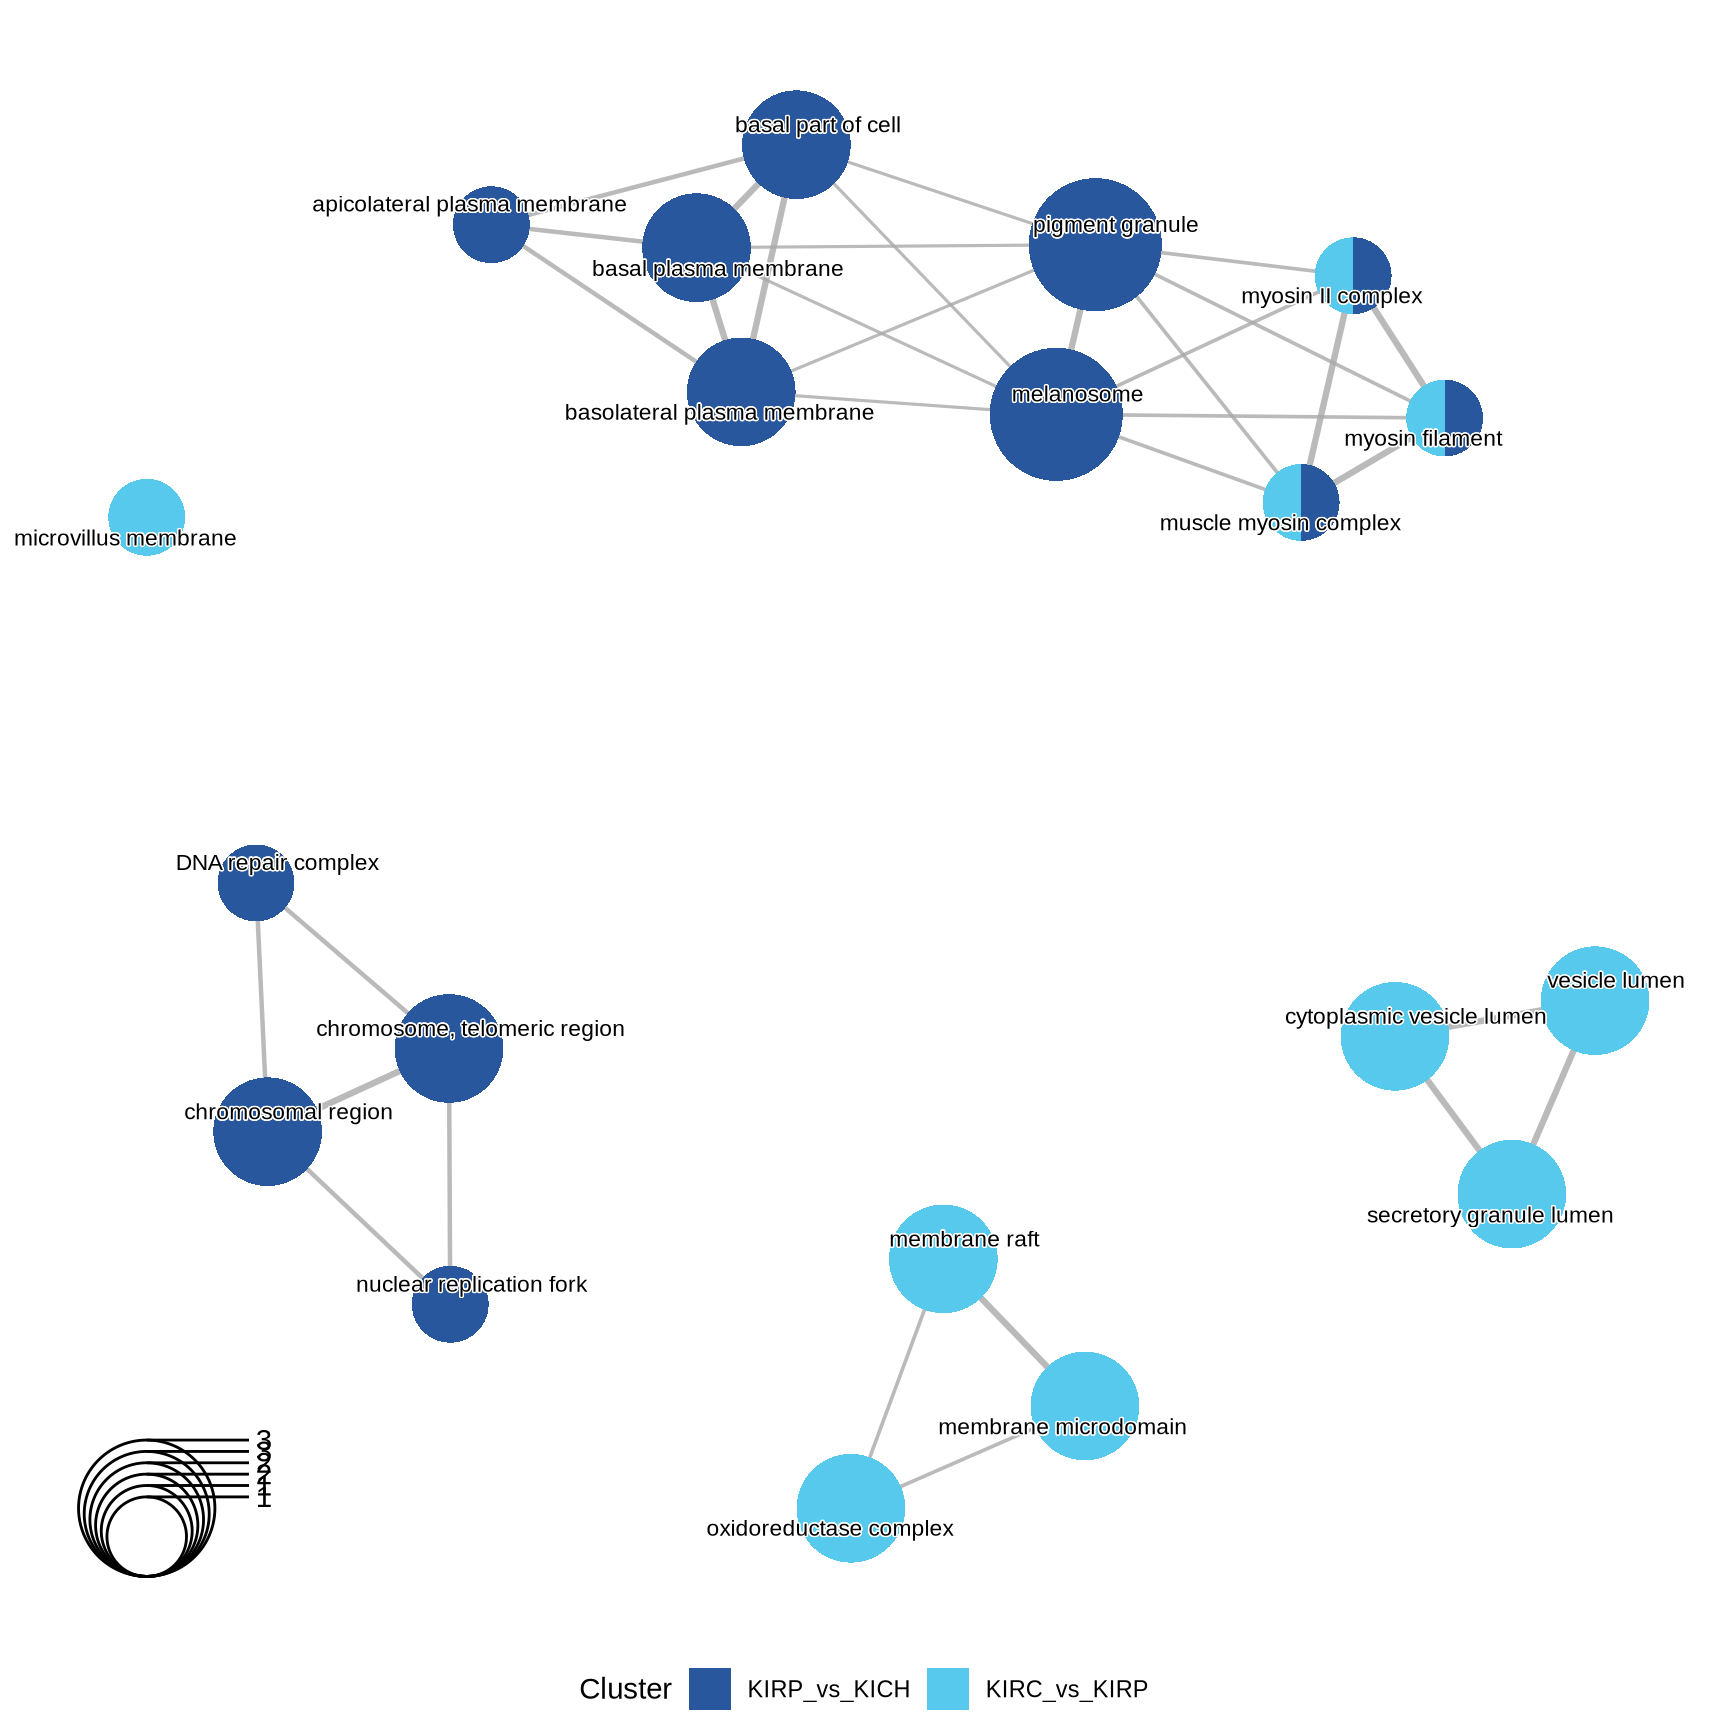 basal part of cell
apicolateral plasma membrane
pigment granule
basal plasma membrane
myosin II complex
melanosome
basolateral plasma membrane
myosin filament
muscle myosin complex
microvillus membrane
DNA repair complex
vesicle lumen
cytoplasmic vesicle lumen
chromosome, telomeric region
chromosomal region
secretory granule lumen
membrane raft
nuclear replication fork
membrane microdomain
3
3
2
2
1
1
oxidoreductase complex
Cluster KIRP_vs_KICH KIRC_vs_KIRP